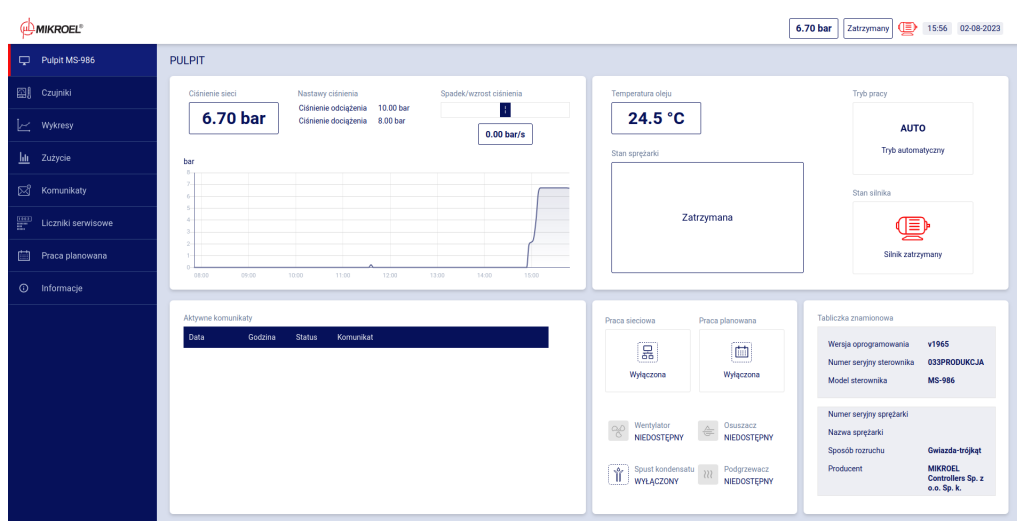 MIKROEL®
6.70 bar
Zatrzymany
15:56
02-08-2023
Pulpit MS-986
Czujniki
Wykresy
Zużycie
Komunikaty
Liczniki serwisowe
Praca planowana
Informacje
PULPIT
Ciśnienie sieci
6.70 bar
Nastawy ciśnienia
Ciśnienie odciążenia 10.00 bar
Ciśnienie dociążenia 8.00 bar
Spadek/wzrost ciśnienia
0.00 bar/s
bar
8
7
6
5
4
3
2
1
0
08:00 09:00 10:00 11:00 12:00 13:00 14:00 15:00
Temperatura oleju
24.5 °C
Stan sprężarki
Zatrzymana
Tryb pracy
AUTO
Tryb automatyczny
Stan silnika
Silnik zatrzymany
Aktywne komunikaty
Data Godzina Status Komunikat
Praca sieciowa
Wyłączona
Praca planowana
Wyłączona
Wentylator
NIEDOSTĘPNY
Osuszacz
NIEDOSTĘPNY
Spust kondensatu
WYŁĄCZONY
Podgrzewacz
NIEDOSTĘPNY
Tabliczka znamionowa
Wersja oprogramowania v1965
Numer seryjny sterownika 033PRODUKCJA
Model sterownika MS-986
Numer seryjny sprężarki
Nazwa sprężarki
Sposób rozruchu Gwiazda-trójkąt
Producent MIKROEL
Controllers Sp. z
o.o. Sp. k.